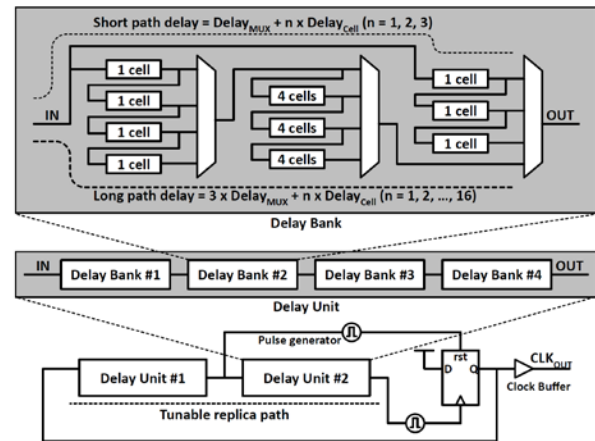 Short path delay = Delay_MUX + n x Delay_Cell (n = 1, 2, 3)
IN
1 cell
1 cell
1 cell
1 cell
4 cells
4 cells
4 cells
1 cell
1 cell
1 cell
OUT
Long path delay = 3 x Delay_MUX + n x Delay_Cell (n = 1, 2, ..., 16)
Delay Bank
IN
Delay Bank #1
Delay Bank #2
Delay Bank #3
Delay Bank #4
OUT
Delay Unit
Pulse generator
Delay Unit #1
Delay Unit #2
Tunable replica path
rst
D
Q
CLK_OUT
Clock Buffer